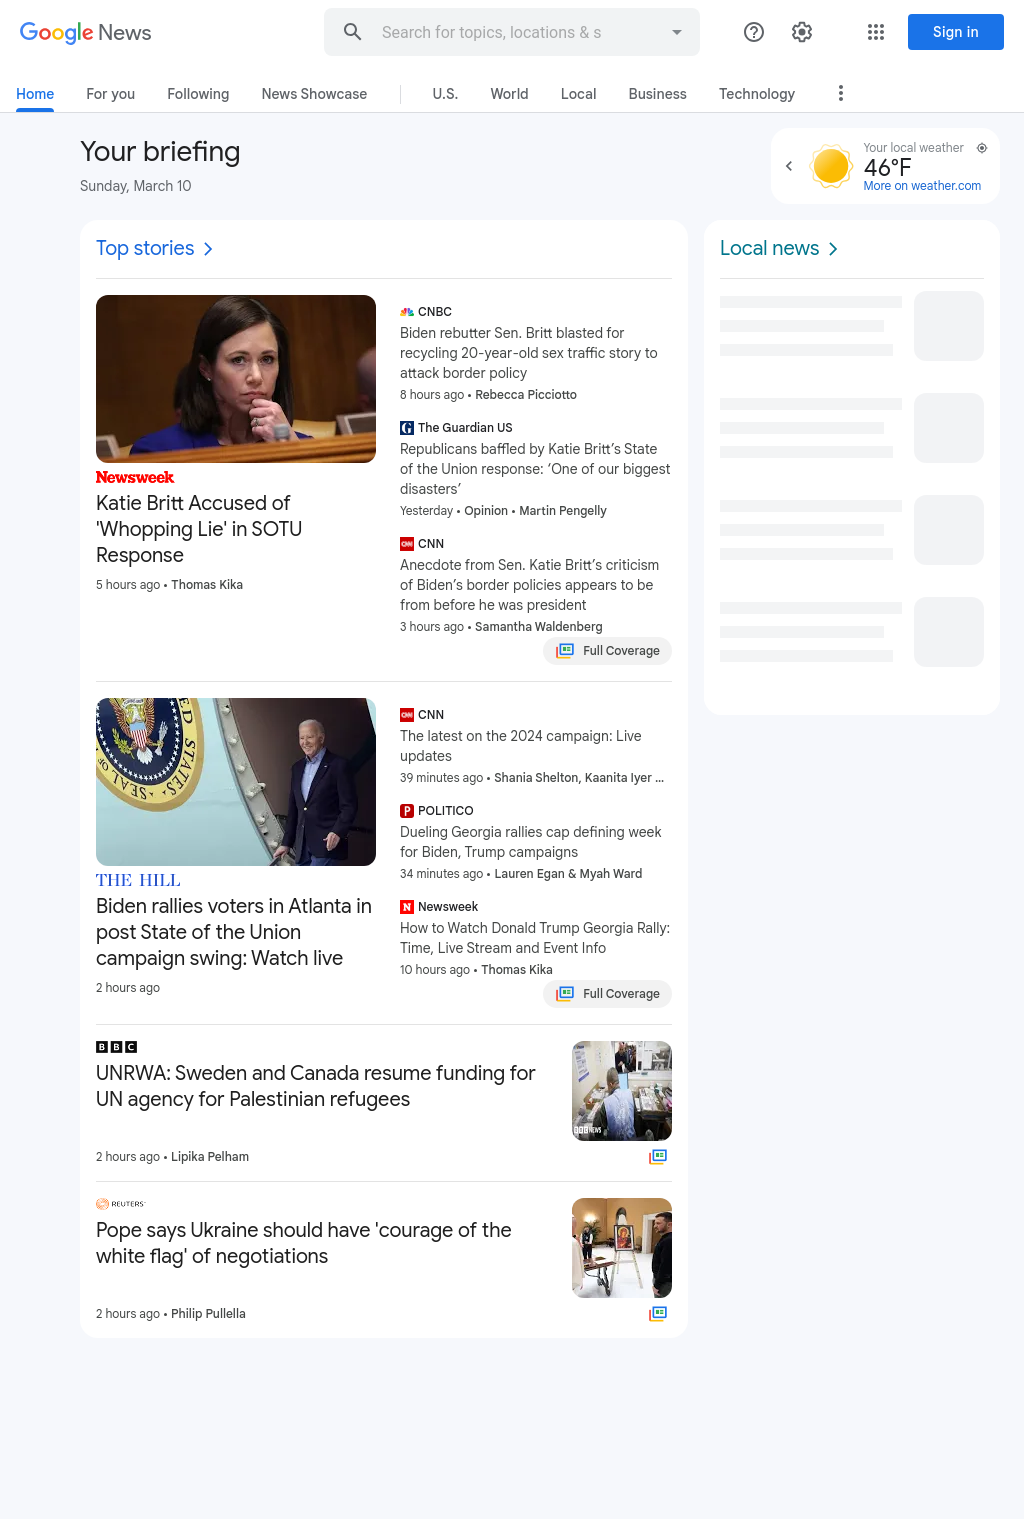 Google News
Search for topics, locations & s
Sign in
Home
For you
Following
News Showcase
U.S.
World
Local
Business
Technology
Your briefing
Sunday, March 10
Your local weather
46°F
More on weather.com
Top stories
Newsweek
Katie Britt Accused of
'Whopping Lie' in SOTU
Response
5 hours ago • Thomas Kika
CNBC
Biden rebutter Sen. Britt blasted for
recycling 20-year-old sex traffic story to
attack border policy
8 hours ago • Rebecca Picciotto
The Guardian US
Republicans baffled by Katie Britt’s State
of the Union response: ‘One of our biggest
disasters’
Yesterday • Opinion • Martin Pengelly
CNN
Anecdote from Sen. Katie Britt’s criticism
of Biden’s border policies appears to be
from before he was president
3 hours ago • Samantha Waldenberg
Full Coverage
SEAL OF
STATES
THE HILL
Biden rallies voters in Atlanta in
post State of the Union
campaign swing: Watch live
2 hours ago
CNN
The latest on the 2024 campaign: Live
updates
39 minutes ago • Shania Shelton, Kaanita Iyer ...
POLITICO
Dueling Georgia rallies cap defining week
for Biden, Trump campaigns
34 minutes ago • Lauren Egan & Myah Ward
Newsweek
How to Watch Donald Trump Georgia Rally:
Time, Live Stream and Event Info
10 hours ago • Thomas Kika
Full Coverage
BBC
UNRWA: Sweden and Canada resume funding for
UN agency for Palestinian refugees
2 hours ago • Lipika Pelham
BBC NEWS
REUTERS
Pope says Ukraine should have 'courage of the
white flag' of negotiations
2 hours ago • Philip Pullella
Local news